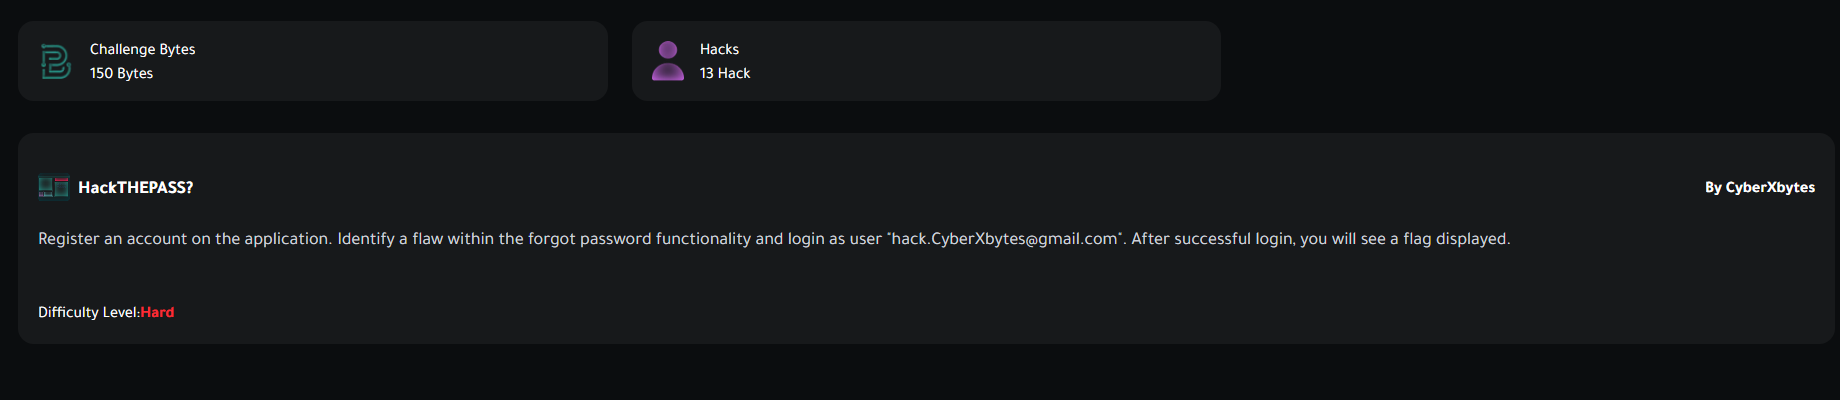 Challenge Bytes
150 Bytes
Hacks
13 Hack
HackTHEPASS?
By CyberXbytes
Register an account on the application. Identify a flaw within the forgot password functionality and login as user "hack.CyberXbytes@gmail.com". After successful login, you will see a flag displayed.
Difficulty Level:Hard